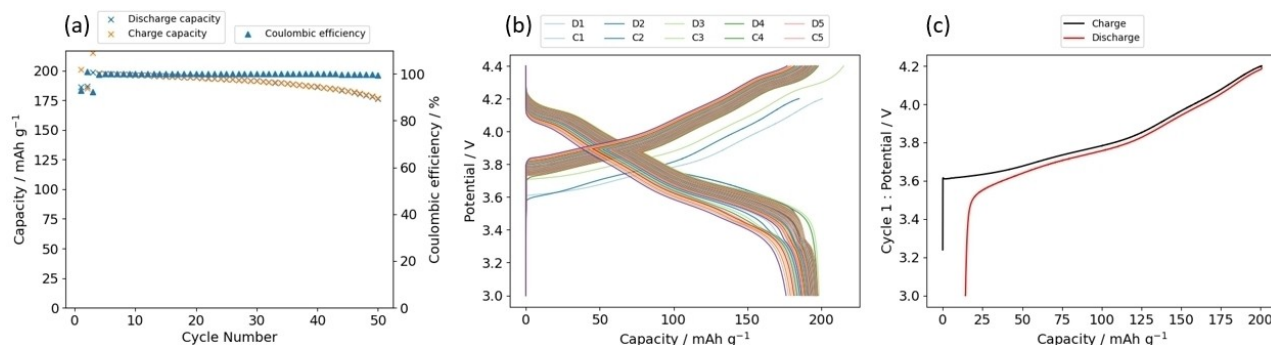 (a)
Discharge capacity
Charge capacity
Coulombic efficiency
Capacity / mAh g⁻¹
200
175
150
125
100
75
50
25
0
Coulombic efficiency / %
100
80
60
40
20
0
0 10 20 30 40 50
Cycle Number
(b)
D1 D2 D3 D4 D5
C1 C2 C3 C4 C5
Potential / V
4.4
4.2
4.0
3.8
3.6
3.4
3.2
3.0
0 50 100 150 200
Capacity / mAh g⁻¹
(c)
Charge
Discharge
Cycle 1 : Potential / V
4.2
4.0
3.8
3.6
3.4
3.2
3.0
0 25 50 75 100 125 150 175 200
Capacity / mAh g⁻¹